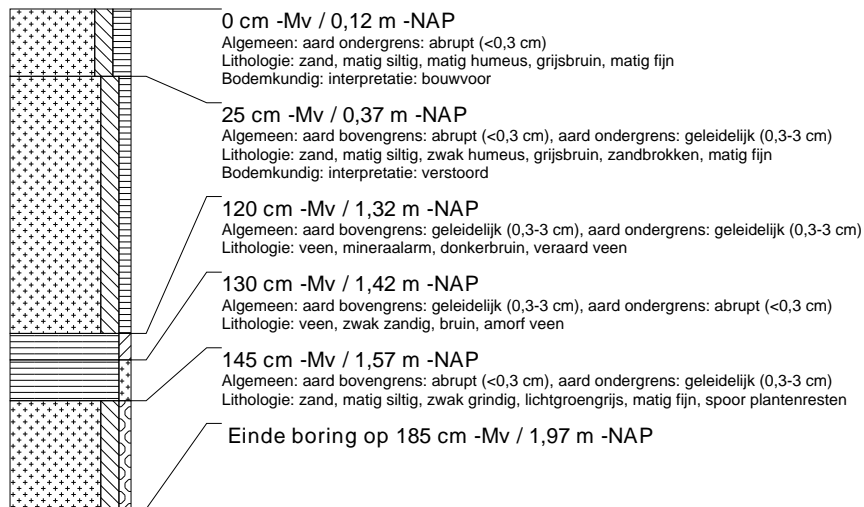 0 cm -Mv / 0,12 m -NAP
Algemeen: aard ondergrens: abrupt (<0,3 cm)
Lithologie: zand, matig siltig, matig humeus, grijsbruin, matig fijn
Bodemkundig: interpretatie: bouwvoor
25 cm -Mv / 0,37 m -NAP
Algemeen: aard bovengrens: abrupt (<0,3 cm), aard ondergrens: geleidelijk (0,3-3 cm)
Lithologie: zand, matig siltig, zwak humeus, grijsbruin, zandbrokken, matig fijn
Bodemkundig: interpretatie: verstoord
120 cm -Mv / 1,32 m -NAP
Algemeen: aard bovengrens: geleidelijk (0,3-3 cm), aard ondergrens: geleidelijk (0,3-3 cm)
Lithologie: veen, mineraalarm, donkerbruin, veraard veen
130 cm -Mv / 1,42 m -NAP
Algemeen: aard bovengrens: geleidelijk (0,3-3 cm), aard ondergrens: abrupt (<0,3 cm)
Lithologie: veen, zwak zandig, bruin, amorf veen
145 cm -Mv / 1,57 m -NAP
Algemeen: aard bovengrens: abrupt (<0,3 cm), aard ondergrens: geleidelijk (0,3-3 cm)
Lithologie: zand, matig siltig, zwak grindig, lichtgroengrijs, matig fijn, spoor plantenresten
Einde boring op 185 cm -Mv / 1,97 m -NAP